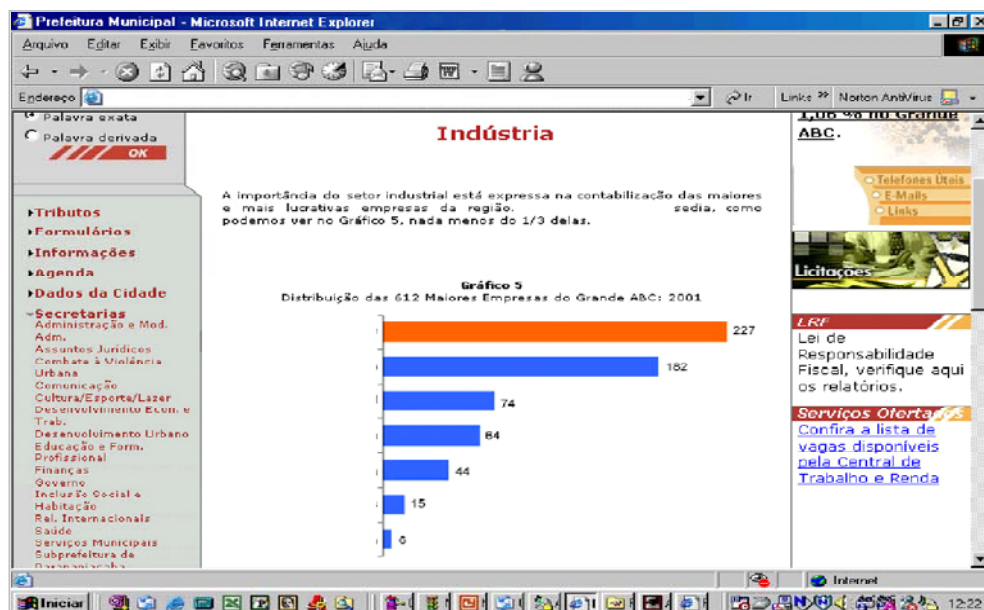 Prefeitura Municipal - Microsoft Internet Explorer
Arquivo Editar Exibir Favoritos Ferramentas Ajuda
Endereço Ir Links >> Norton AntiVirus
Palavra exata
Palavra derivada
OK
Tributos
Formulários
Informações
Agenda
Dados da Cidade
Secretarias
Administração e Mod.
Adm.
Assuntos Jurídicos
Combate à Violência
Urbana
Comunicação
Cultura/Esporte/Lazer
Desenvolvimento Econ. e
Trab.
Desenvolvimento Urbano
Educação e Form.
Profissional
Finanças
Governo
Inclusão Social e
Habitação
Rel. Internacionais
Saúde
Serviços Municipais
Subprefeitura de
Paranapiacaba
Indústria
A importância do setor industrial está expressa na contabilização das maiores
e mais lucrativas empresas da região. sedia, como
podemos ver no Gráfico 5, nada menos do 1/3 delas.
Gráfico 5
Distribuição das 612 Maiores Empresas do Grande ABC: 2001
227
182
74
64
44
15
6
1,06 % no Grande
ABC.
Telefones Úteis
E-Mails
Links
Licitações
LRF
Lei de
Responsabilidade
Fiscal, verifique aqui
os relatórios.
Serviços Ofertados
Confira a lista de
vagas disponíveis
pela Central de
Trabalho e Renda
Internet
Iniciar
12:22